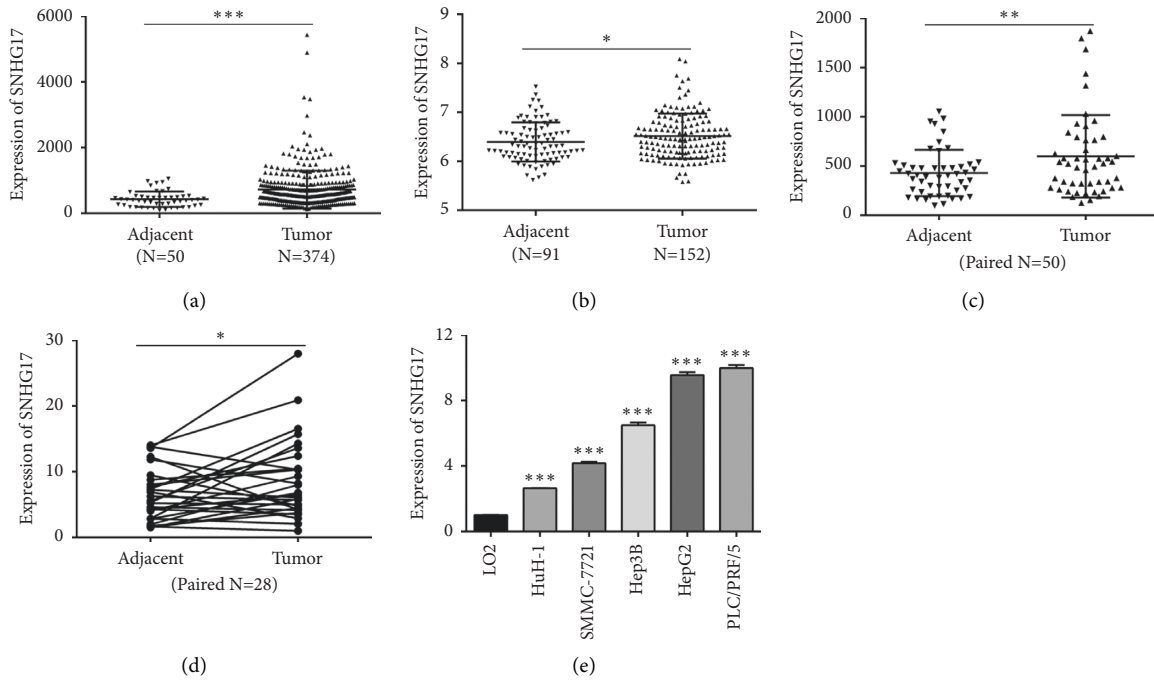 Expression of SNHG17
6000
4000
2000
0
***
Adjacent
(N=50
Tumor
N=374)
(a)
Expression of SNHG17
9
8
7
6
5
*
Adjacent
(N=91
Tumor
N=152)
(b)
Expression of SNHG17
2000
1500
1000
500
0
**
Adjacent
Tumor
(Paired N=50)
(c)
Expression of SNHG17
30
20
10
0
*
Adjacent
Tumor
(Paired N=28)
(d)
Expression of SNHG17
12
8
4
0
***
***
***
***
***
LO2
HuH-1
SMMC-7721
Hep3B
HepG2
PLC/PRF/5
(e)